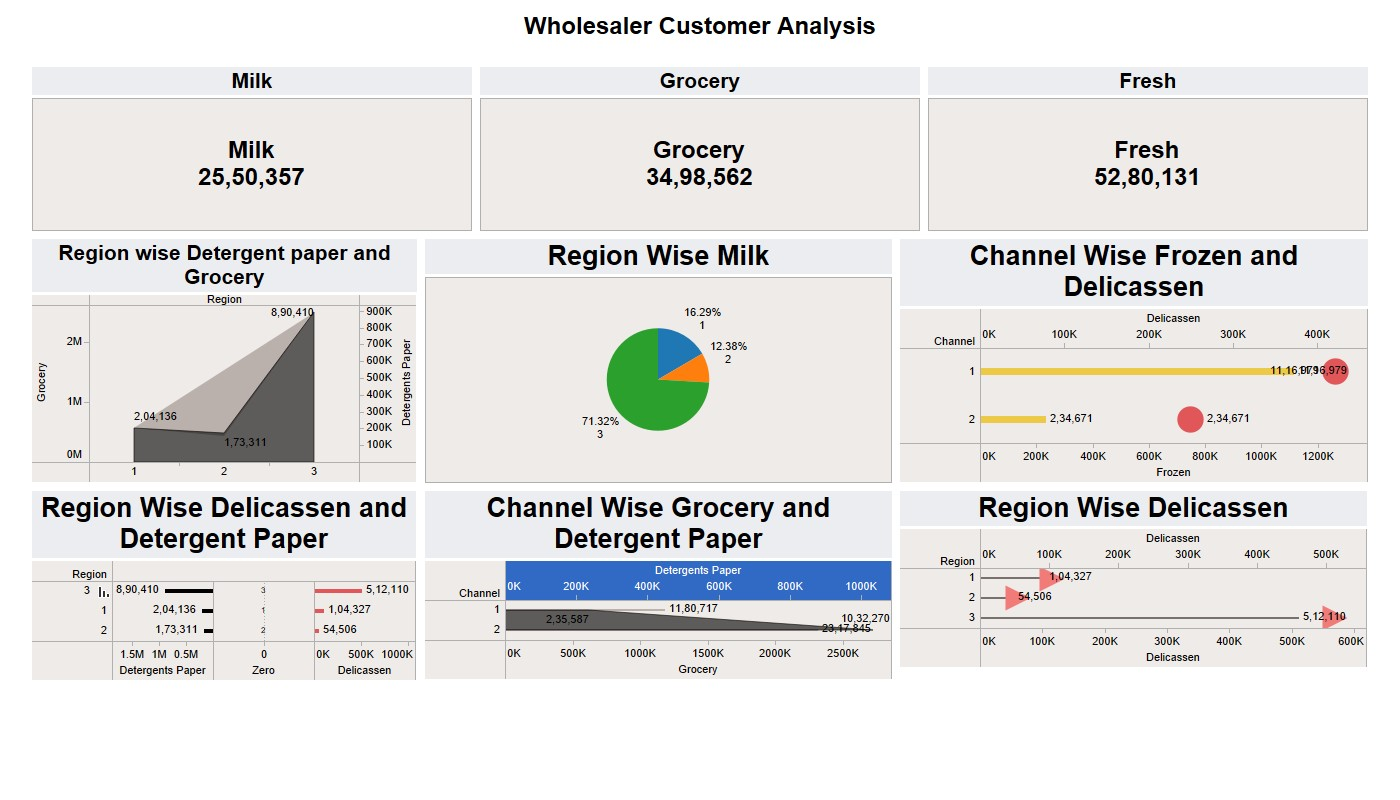 Wholesaler Customer Analysis
Milk
Grocery
Fresh
Milk
25,50,357
Grocery
34,98,562
Fresh
52,80,131
Region wise Detergent paper and
Grocery
Region
Grocery
2M
1M
0M
8,90,410
2,04,136
1,73,311
900K
800K
700K
600K
500K
400K
300K
200K
100K
Detergents Paper
1 2 3
Region Wise Milk
16.29%
1
12.38%
2
71.32%
3
Channel Wise Frozen and
Delicassen
Delicassen
Channel
0K 100K 200K 300K 400K
1
2
2,34,671
2,34,671
0K 200K 400K 600K 800K 1000K 1200K
Frozen
Region Wise Delicassen and
Detergent Paper
Region
3 8,90,410 3 5,12,110
1 2,04,136 1 1,04,327
2 1,73,311 2 54,506
1.5M 1M 0.5M 0 0K 500K 1000K
Detergents Paper Zero Delicassen
Channel Wise Grocery and
Detergent Paper
Detergents Paper
Channel
0K 200K 400K 600K 800K 1000K
1 11,80,717
2,35,587 10,32,270
2 23,17,845
0K 500K 1000K 1500K 2000K 2500K
Grocery
Region Wise Delicassen
Delicassen
Region
0K 100K 200K 300K 400K 500K
1 1,04,327
2 54,506
3 5,12,110
0K 100K 200K 300K 400K 500K 600K
Delicassen